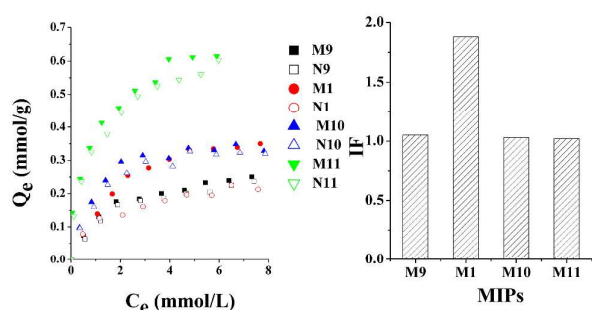 0.7
0.6
0.5
0.4
0.3
0.2
0.1
0.0
0 2 4 6 8
Qe (mmol/g)
Ce (mmol/L)
M9
N9
M1
N1
M10
N10
M11
N11
2.0
1.5
1.0
0.5
0.0
IF
M9 M1 M10 M11
MIPs